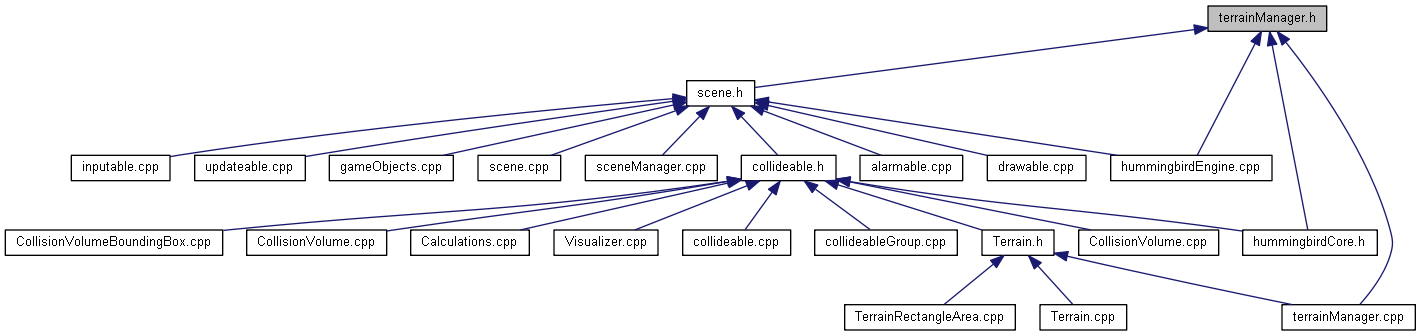 terrainManager.h
scene.h
inputable.cpp
updateable.cpp
gameObjects.cpp
scene.cpp
sceneManager.cpp
collideable.h
alarmable.cpp
drawable.cpp
hummingbirdEngine.cpp
CollisionVolumeBoundingBox.cpp
CollisionVolume.cpp
Calculations.cpp
Visualizer.cpp
collideable.cpp
collideableGroup.cpp
Terrain.h
CollisionVolume.cpp
hummingbirdCore.h
TerrainRectangleArea.cpp
Terrain.cpp
terrainManager.cpp